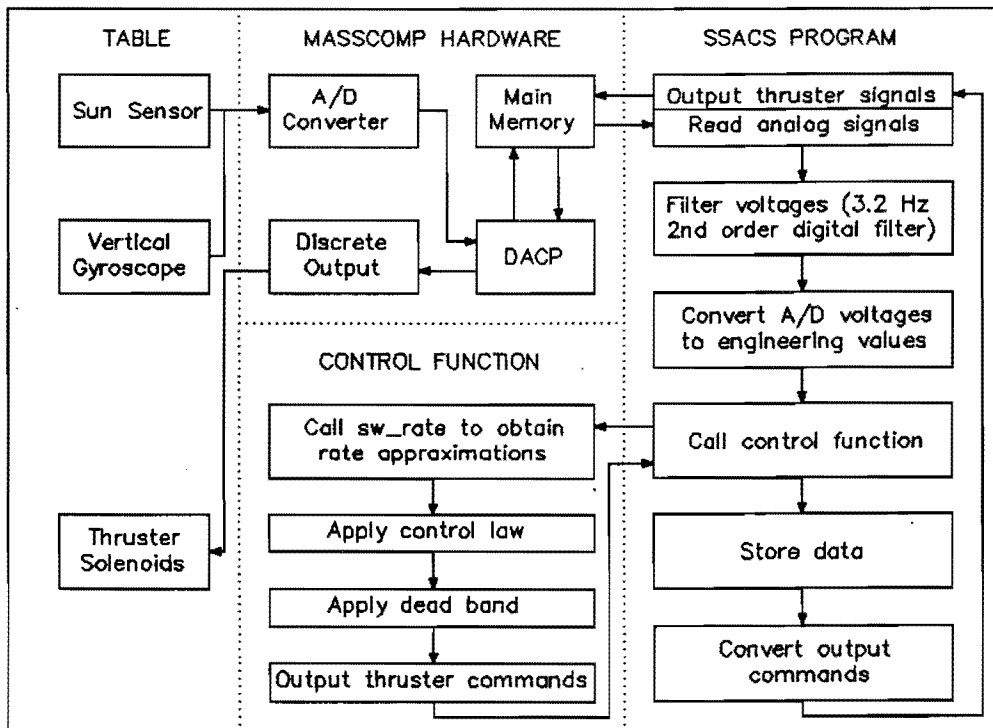 TABLE
Sun Sensor
Vertical
Gyroscope
Thruster
Solenoids
MASSCOMP HARDWARE
A/D
Converter
Main
Memory
Discrete
Output
DACP
CONTROL FUNCTION
Call sw_rate to obtain
rate appraximations
Apply control law
Apply dead band
Output thruster commands
SSACS PROGRAM
Output thruster signals
Read analog signals
Filter voltages (3.2 Hz
2nd order digital filter)
Convert A/D voltages
to engineering values
Call control function
Store data
Convert output
commands